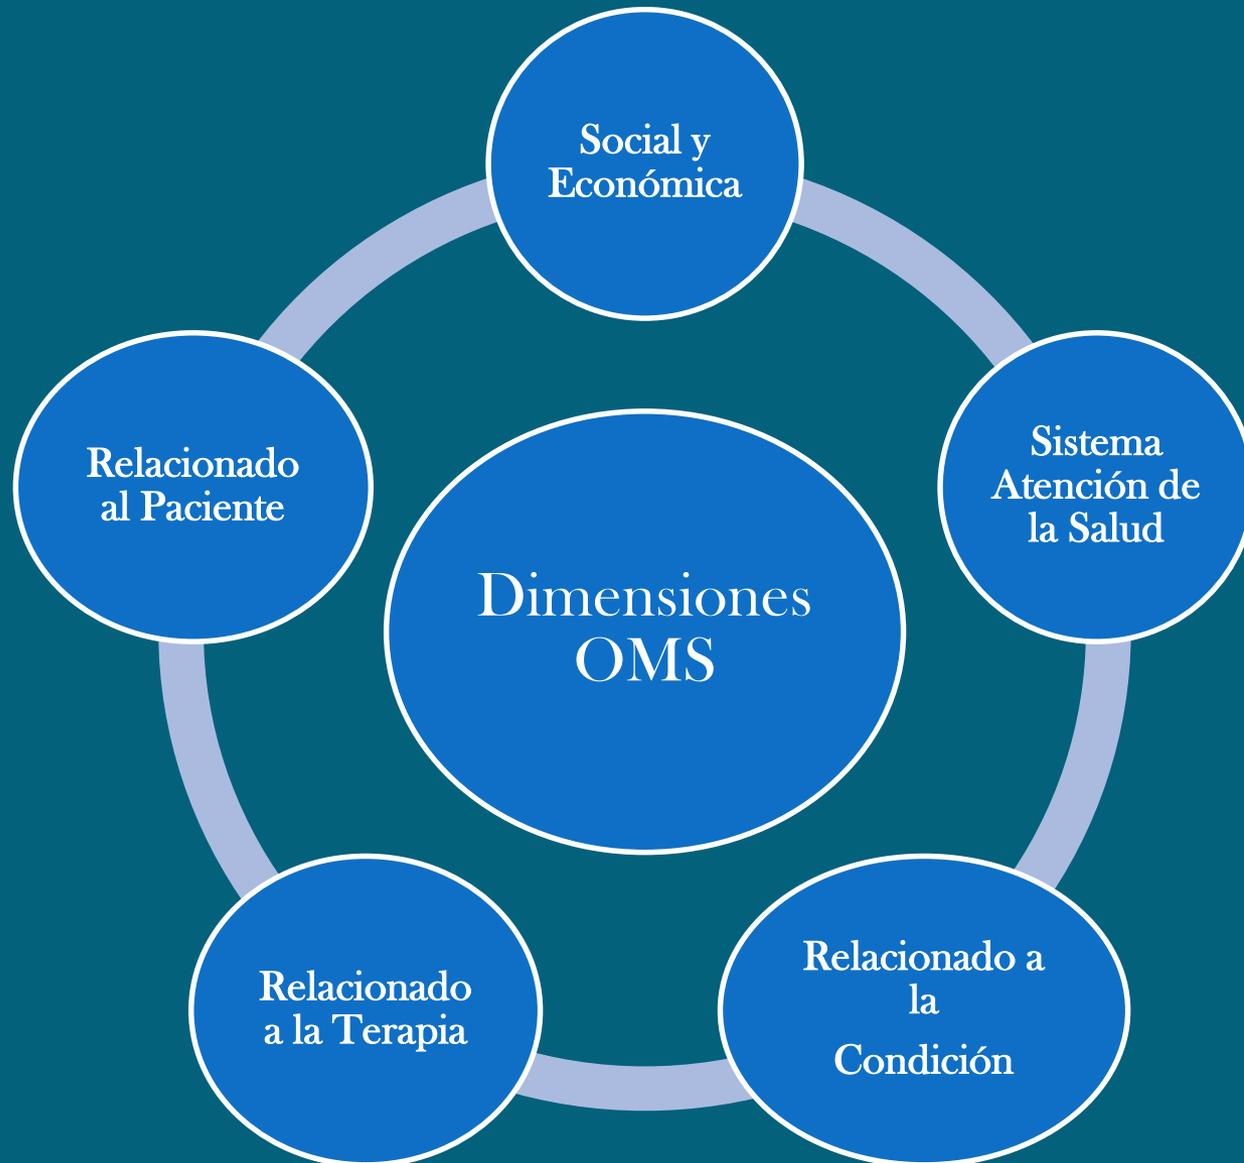 Social y
Económica
Sistema
Atención de
la Salud
Relacionado a
la
Condición
Relacionado
a la Terapia
Relacionado
al Paciente
Dimensiones
OMS